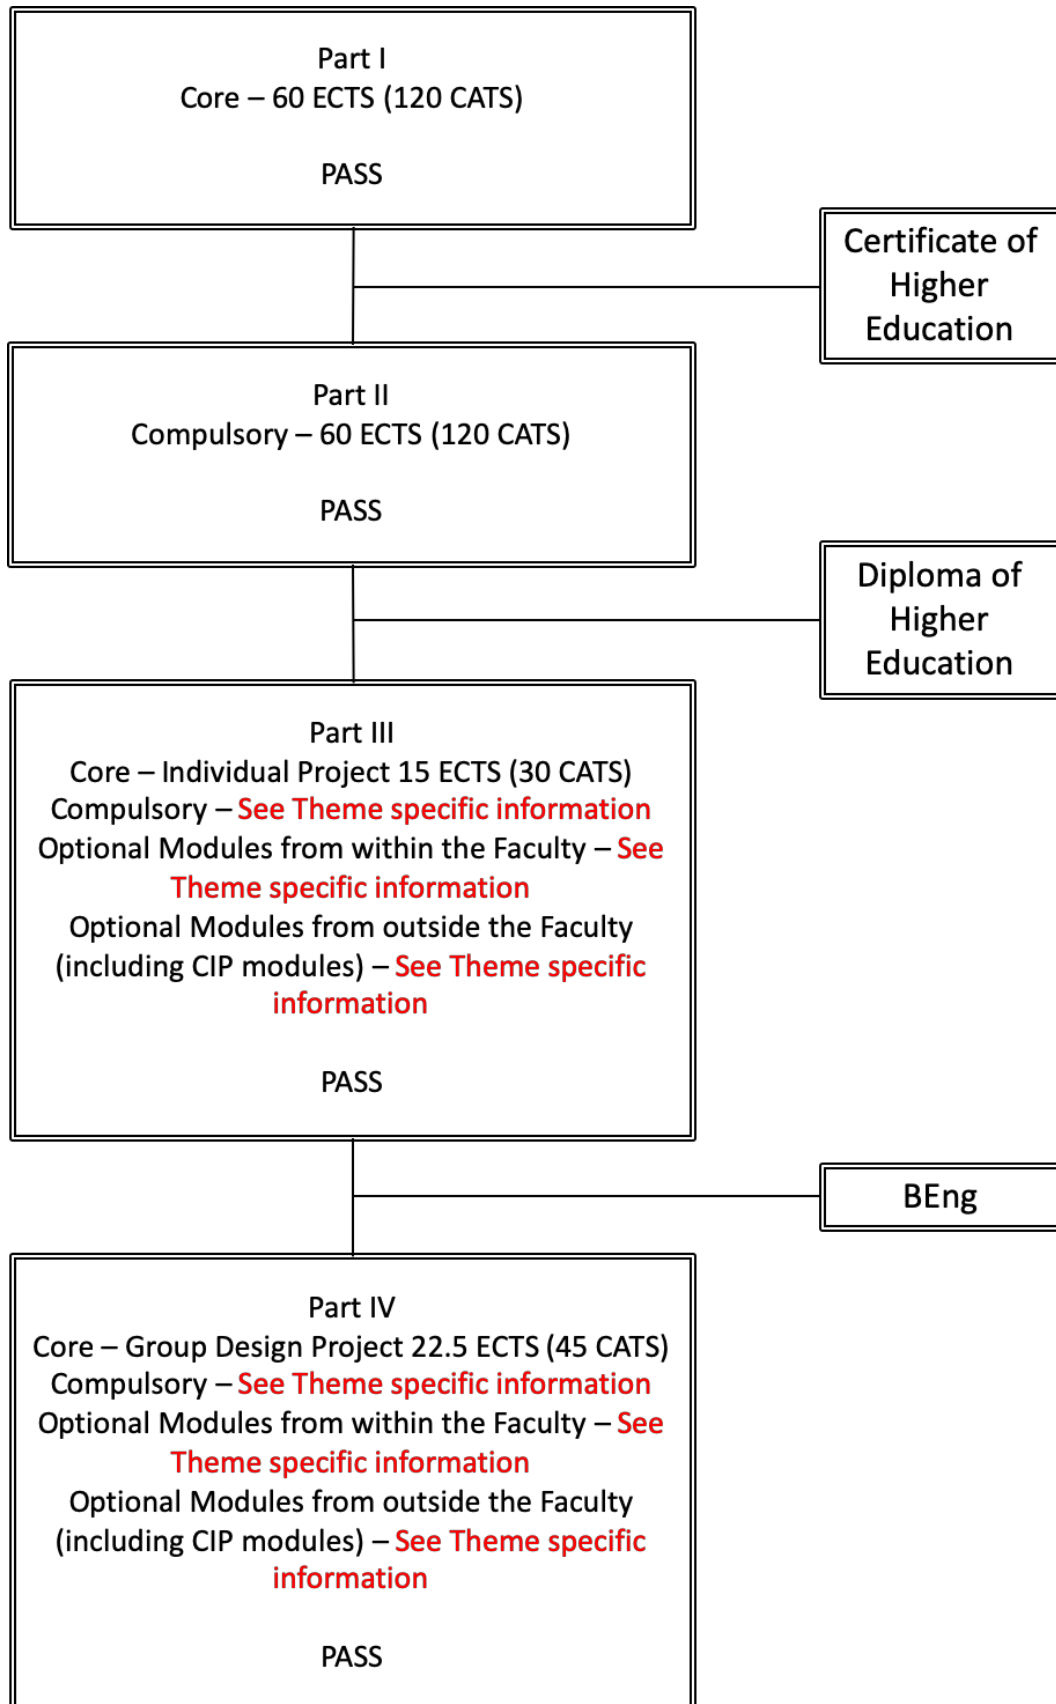 Part I
Core – 60 ECTS (120 CATS)
PASS
Certificate of
Higher
Education
Part II
Compulsory – 60 ECTS (120 CATS)
PASS
Diploma of
Higher
Education
Part III
Core – Individual Project 15 ECTS (30 CATS)
Compulsory – See Theme specific information
Optional Modules from within the Faculty – See
Theme specific information
Optional Modules from outside the Faculty
(including CIP modules) – See Theme specific
information
PASS
BEng
Part IV
Core – Group Design Project 22.5 ECTS (45 CATS)
Compulsory – See Theme specific information
Optional Modules from within the Faculty – See
Theme specific information
Optional Modules from outside the Faculty
(including CIP modules) – See Theme specific
information
PASS